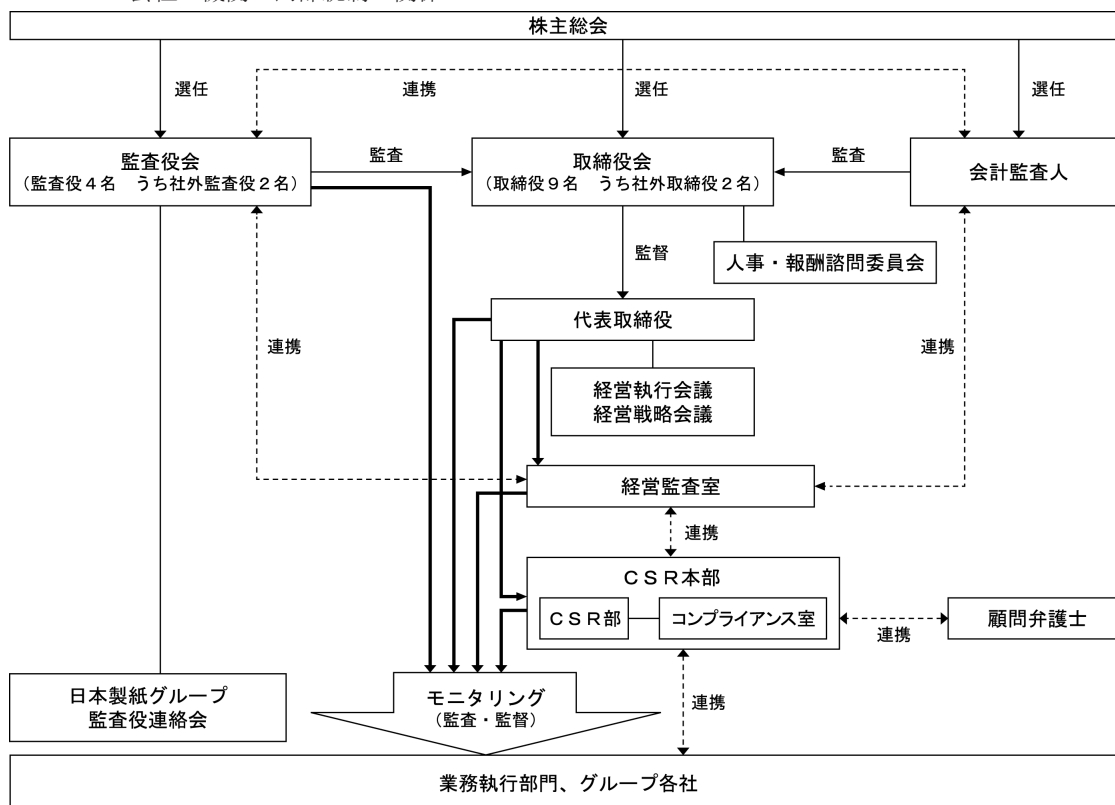 株主総会
選任
連携
選任
選任
監査役会
(監査役4名 うち社外監査役2名)
監査
取締役会
(取締役9名 うち社外取締役2名)
監査
会計監査人
監督
人事・報酬諮問委員会
代表取締役
連携
連携
経営執行会議
経営戦略会議
経営監査室
連携
CSR本部
CSR部
コンプライアンス室
連携
顧問弁護士
日本製紙グループ
監査役連絡会
モニタリング
(監査・監督)
連携
業務執行部門、グループ各社